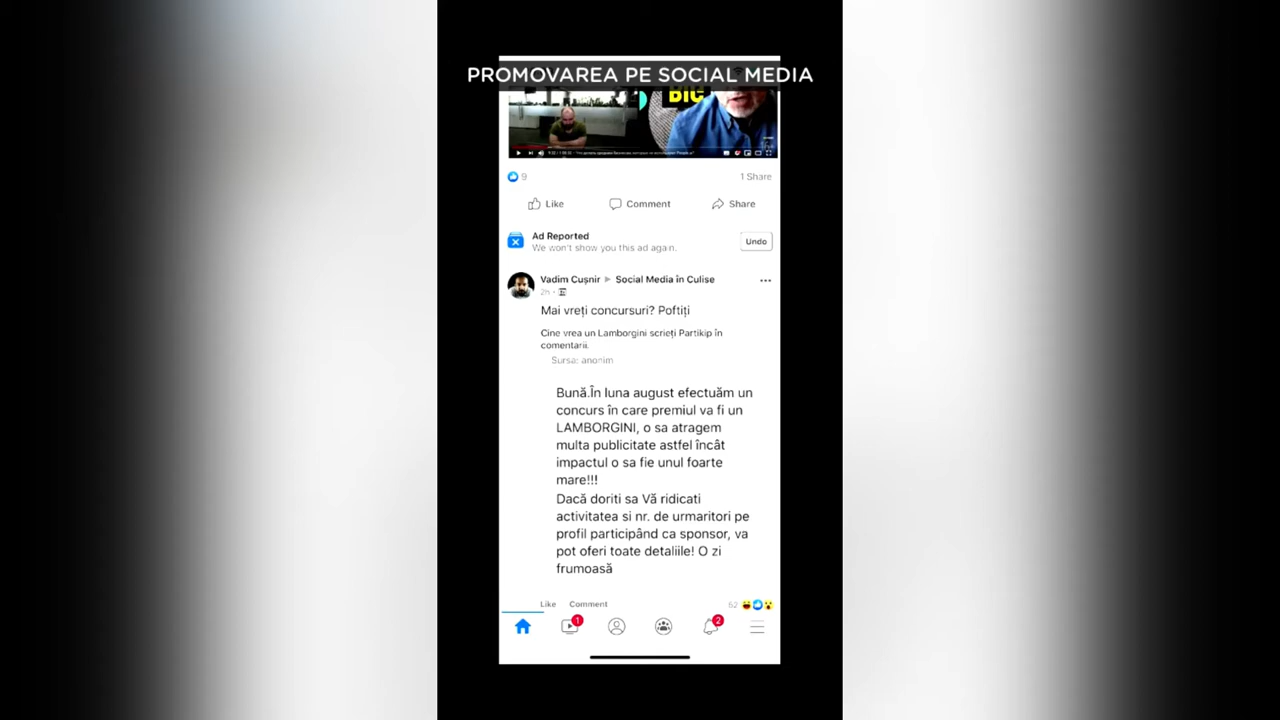 PROMOVAREA PE SOCIAL MEDIA
BIG
9
1 Share
Like
Comment
Share
Ad Reported
We won't show you this ad again.
Undo
Vadim Cușnir ▶ Social Media în Culise
2h
Mai vreți concursuri? Poftiți
Cine vrea un Lamborgini scrieți Partikip în
comentarii.
Sursa: anonim
Bună.În luna august efectuăm un
concurs în care premiul va fi un
LAMBORGINI, o sa atragem
multa publicitate astfel încât
impactul o sa fie unul foarte
mare!!!
Dacă doriti sa Vă ridicati
activitatea si nr. de urmaritori pe
profil participând ca sponsor, va
pot oferi toate detaliile! O zi
frumoasă
Like
Comment
52
1
2